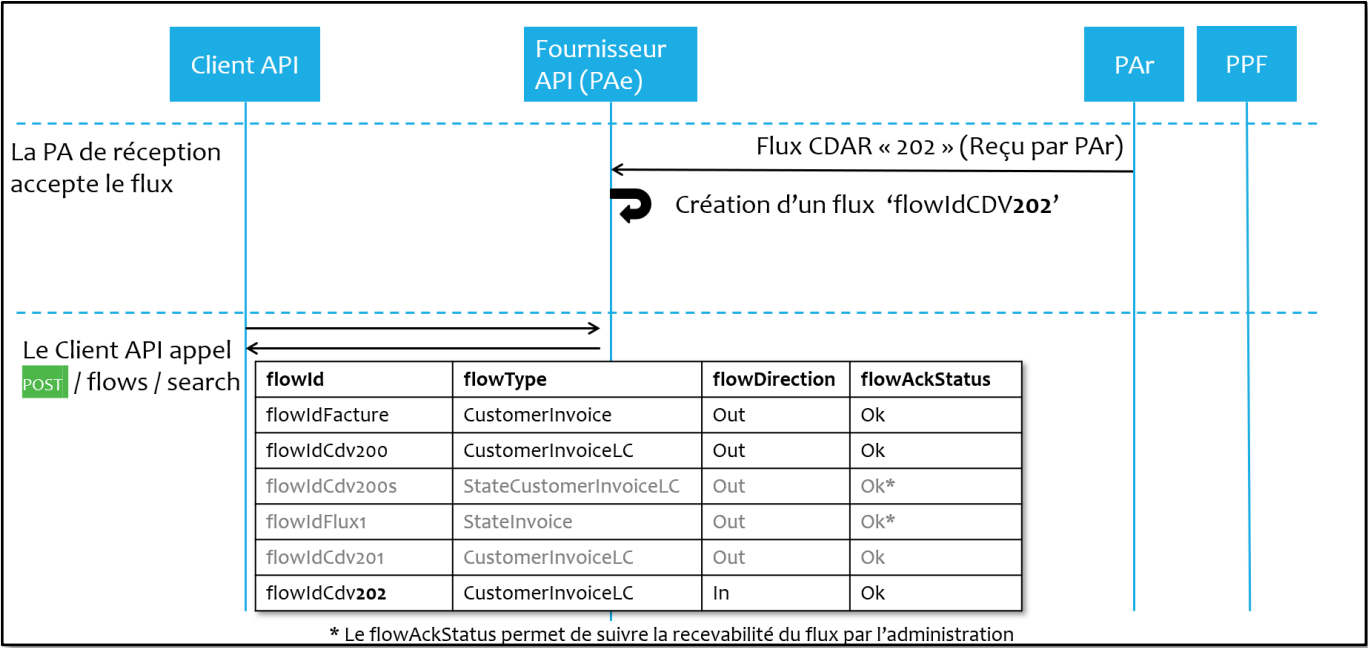 Client API
Fournisseur
API (PAe)
PAr
PPF
La PA de réception
accepte le flux
Flux CDAR « 202 » (Reçu par PAr)
Création d’un flux ‘flowIdCDV202’
Le Client API appel
POST / flows / search
flowId flowType flowDirection flowAckStatus
flowIdFacture CustomerInvoice Out Ok
flowIdCdv200 CustomerInvoiceLC Out Ok
flowIdCdv200s StateCustomerInvoiceLC Out Ok*
flowIdFlux1 StateInvoice Out Ok*
flowIdCdv201 CustomerInvoiceLC Out Ok
flowIdCdv202 CustomerInvoiceLC In Ok
* Le flowAckStatus permet de suivre la recevabilité du flux par l’administration